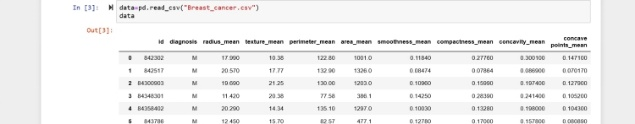 In [3]: data=pd.read_csv("Breast_cancer.csv")
data
Out[3]:
id diagnosis radius_mean texture_mean perimeter_mean area_mean smoothness_mean compactness_mean concavity_mean concave points_mean
0 842302 M 17.990 10.38 122.80 1001.0 0.11840 0.27760 0.300100 0.147100
1 842517 M 20.570 17.77 132.90 1326.0 0.08474 0.07864 0.086900 0.070170
2 84300903 M 19.690 21.25 130.00 1203.0 0.10960 0.15990 0.197400 0.127900
3 84348301 M 11.420 20.38 77.58 386.1 0.14250 0.28390 0.241400 0.105200
4 84358402 M 20.290 14.34 135.10 1297.0 0.10030 0.13280 0.198000 0.104300
5 843786 M 12.450 15.70 82.57 477.1 0.12780 0.17000 0.157800 0.080890